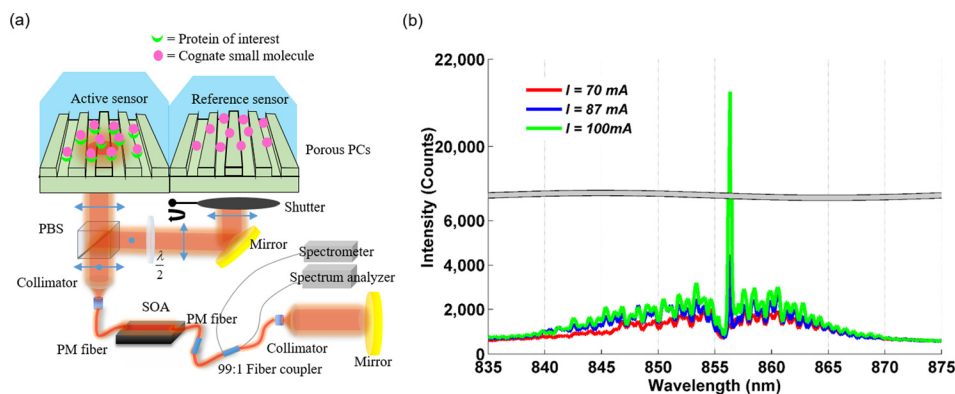 (a)
= Protein of interest
= Cognate small molecule
Active sensor
Reference sensor
Porous PCs
Shutter
PBS
λ/2
Mirror
Spectrometer
Spectrum analyzer
Collimator
SOA
PM fiber
PM fiber
99:1 Fiber coupler
Collimator
Mirror
(b)
22,000
20,000
6,000
4,000
2,000
0
Intensity (Counts)
I = 70 mA
I = 87 mA
I = 100mA
835 840 845 850 855 860 865 870 875
Wavelength (nm)